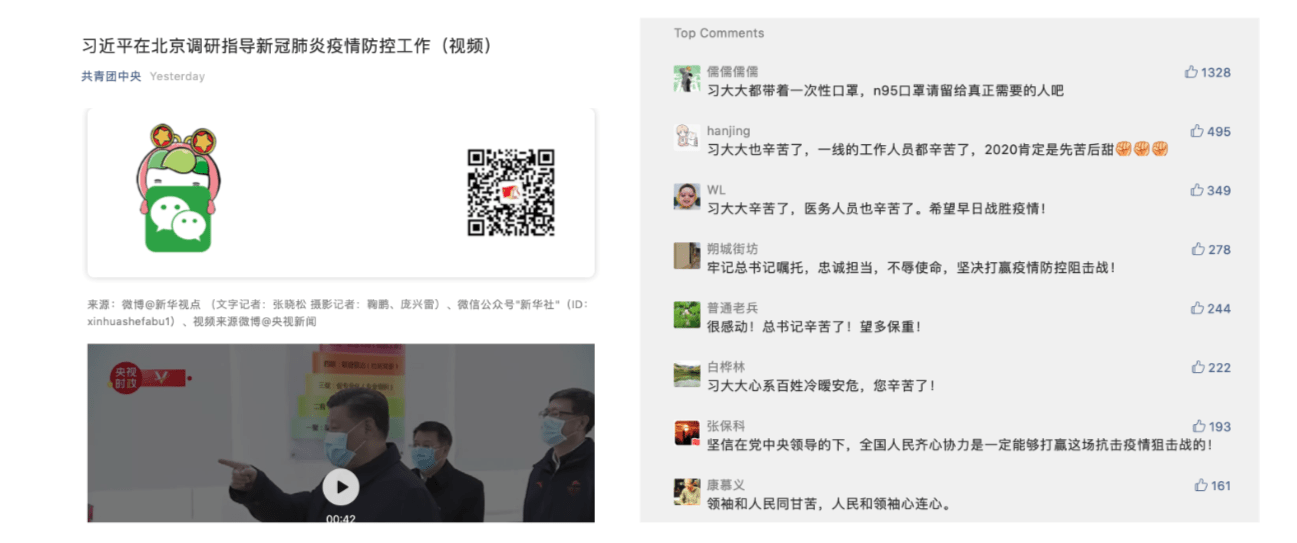 习近平在北京调研指导新冠肺炎疫情防控工作（视频）
共青团中央 Yesterday
来源：微博@新华视点 （文字记者：张晓松 摄影记者：鞠鹏、庞兴雷）、微信公众号“新华社”（ID：
xinhuashefabu1）、视频来源微博@央视新闻
央视
时政
00:42
Top Comments
儒儒儒儒 1328
习大大都带着一次性口罩，n95口罩请留给真正需要的人吧
hanjing 495
习大大也辛苦了，一线的工作人员都辛苦了，2020肯定是先苦后甜✊✊✊
WL 349
习大大辛苦了，医务人员也辛苦了。希望早日战胜疫情！
朔城街坊 278
牢记总书记嘱托，忠诚担当，不辱使命，坚决打赢疫情防控阻击战！
普通老兵 244
很感动！总书记辛苦了！望多保重！
白桦林 222
习大大心系百姓冷暖安危，您辛苦了！
张保科 193
坚信在党中央领导的下，全国人民齐心协力是一定能够打赢这场抗击疫情狙击战的！
康慕义 161
领袖和人民同甘苦，人民和领袖心连心。